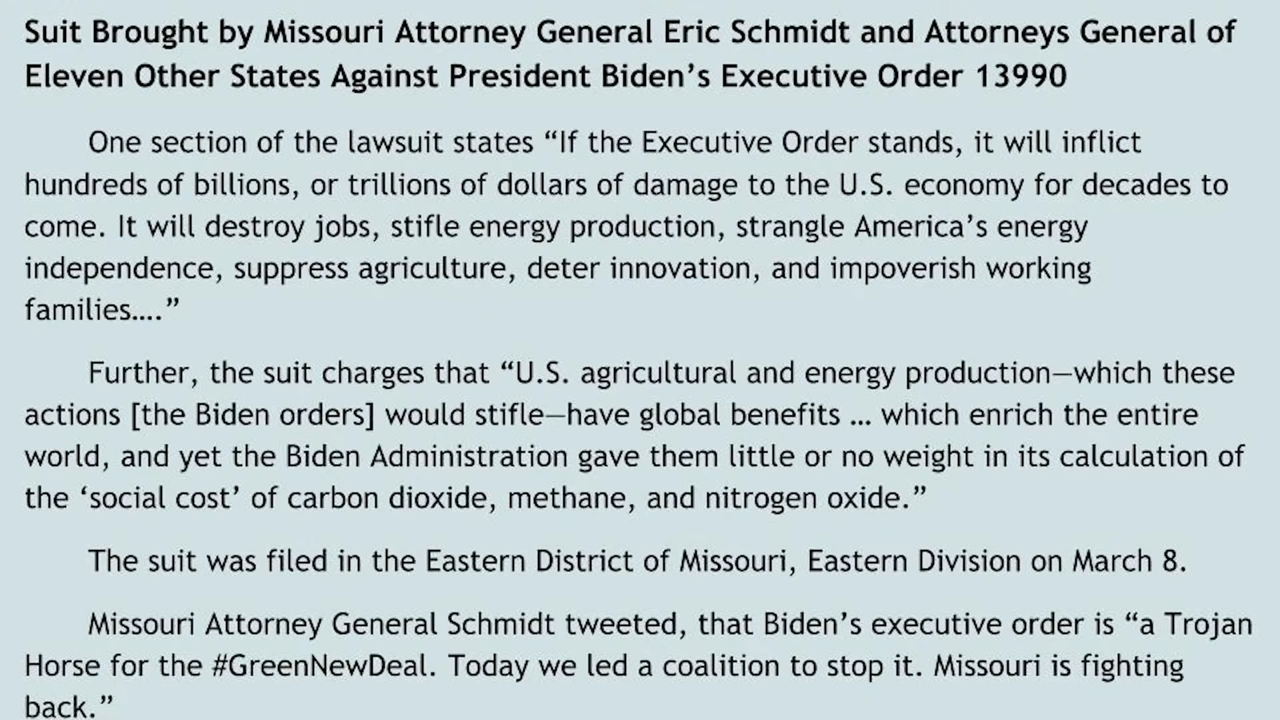 Suit Brought by Missouri Attorney General Eric Schmidt and Attorneys General of
Eleven Other States Against President Biden’s Executive Order 13990
One section of the lawsuit states “If the Executive Order stands, it will inflict
hundreds of billions, or trillions of dollars of damage to the U.S. economy for decades to
come. It will destroy jobs, stifle energy production, strangle America’s energy
independence, suppress agriculture, deter innovation, and impoverish working
families….”
Further, the suit charges that “U.S. agricultural and energy production—which these
actions [the Biden orders] would stifle—have global benefits … which enrich the entire
world, and yet the Biden Administration gave them little or no weight in its calculation of
the ‘social cost’ of carbon dioxide, methane, and nitrogen oxide.”
The suit was filed in the Eastern District of Missouri, Eastern Division on March 8.
Missouri Attorney General Schmidt tweeted, that Biden’s executive order is “a Trojan
Horse for the #GreenNewDeal. Today we led a coalition to stop it. Missouri is fighting
back.”